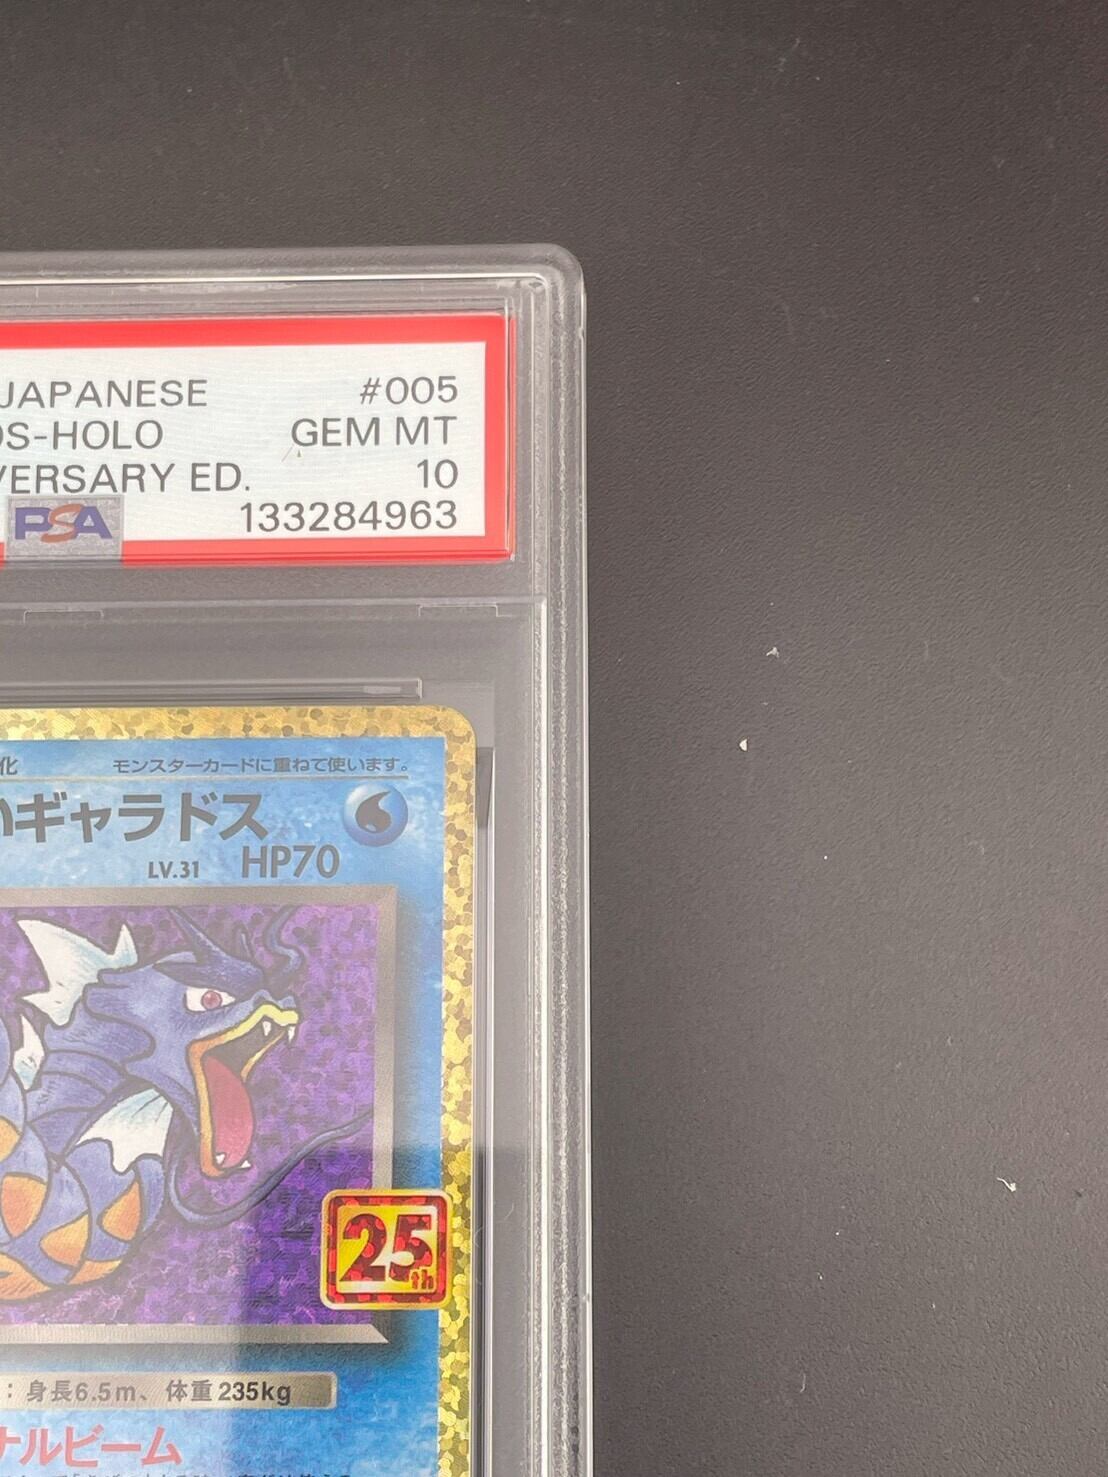 JAPANESE #005
OS-HOLO GEM MT
VERSARY ED. 10
PSA 133284963
化 モンスターカードに重ねて使います。
いギャラドス
LV.31 HP70
25th
：身長6.5m、体重235kg
ナルビーム